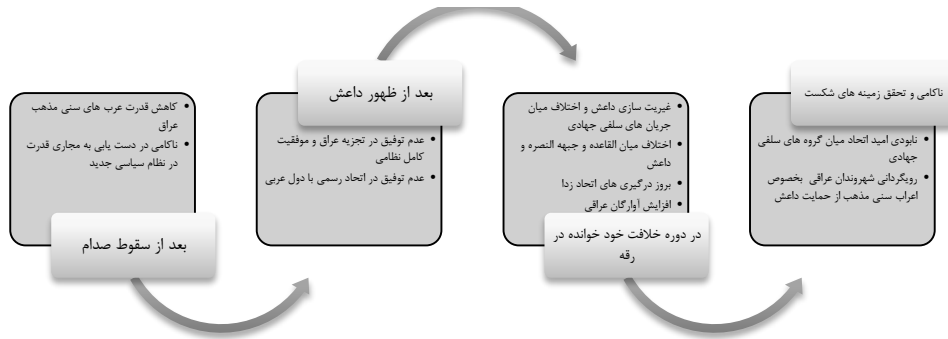 • کاهش قدرت عرب های سنی مذهب
عراق
• ناکامی در دست یابی به مجاری قدرت
در نظام سیاسی جدید
بعد از سقوط صدام
بعد از ظهور داعش
• عدم توفیق در تجزیه عراق و موفقیت
کامل نظامی
• عدم توفیق در اتحاد رسمی با دول عربی
• غیریت سازی داعش و اختلاف میان
جریان های سلفی جهادی
• اختلاف میان القاعده و جبهه النصره و
داعش
• بروز درگیری های اتحاد زدا
• افزایش آوارگان عراقی
در دوره خلافت خود خوانده در
رقه
ناکامی و تحقق زمینه های شکست
• نابودی امید اتحاد میان گروه های سلفی
جهادی
• رویگردانی شهروندان عراقی بخصوص
اعراب سنی مذهب از حمایت داعش